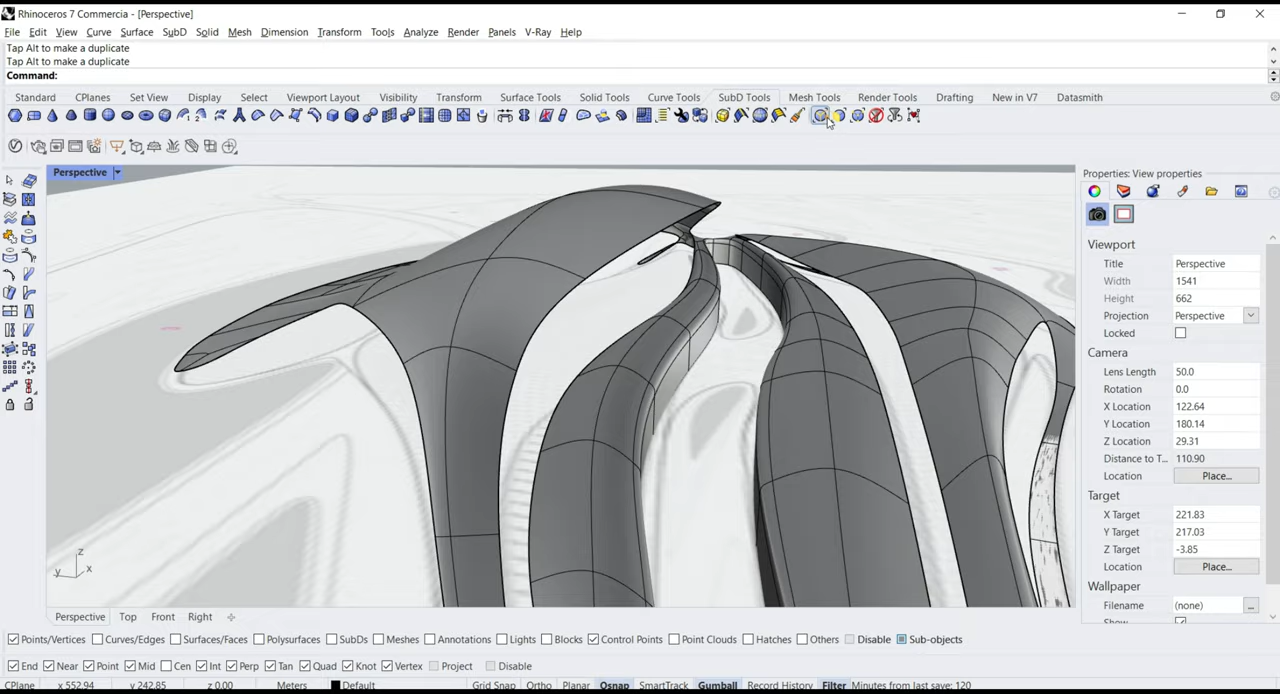 Rhinoceros 7 Commercia - [Perspective]
File Edit View Curve Surface SubD Solid Mesh Dimension Transform Tools Analyze Render Panels V-Ray Help
Tap Alt to make a duplicate
Tap Alt to make a duplicate
Command:
Standard CPlanes Set View Display Select Viewport Layout Visibility Transform Surface Tools Solid Tools Curve Tools SubD Tools Mesh Tools Render Tools Drafting New in V7 Datasmith
Perspective
Properties: View properties
Viewport
Title Perspective
Width 1541
Height 662
Projection Perspective
Locked
Camera
Lens Length 50.0
Rotation 0.0
X Location 122.64
Y Location 180.14
Z Location 29.31
Distance to T... 110.90
Location Place...
Target
X Target 221.83
Y Target 217.03
Z Target -3.85
Location Place...
Wallpaper
Filename (none) ...
Show
z
y x
Perspective Top Front Right
Points/Vertices Curves/Edges Surfaces/Faces Polysurfaces SubDs Meshes Annotations Lights Blocks Control Points Point Clouds Hatches Others Disable Sub-objects
End Near Point Mid Cen Int Perp Tan Quad Knot Vertex Project Disable
CPlane x 552.94 y 242.85 z 0.00 Meters Default Grid Snap Ortho Planar Osnap SmartTrack Gumball Record History Filter Minutes from last save: 120